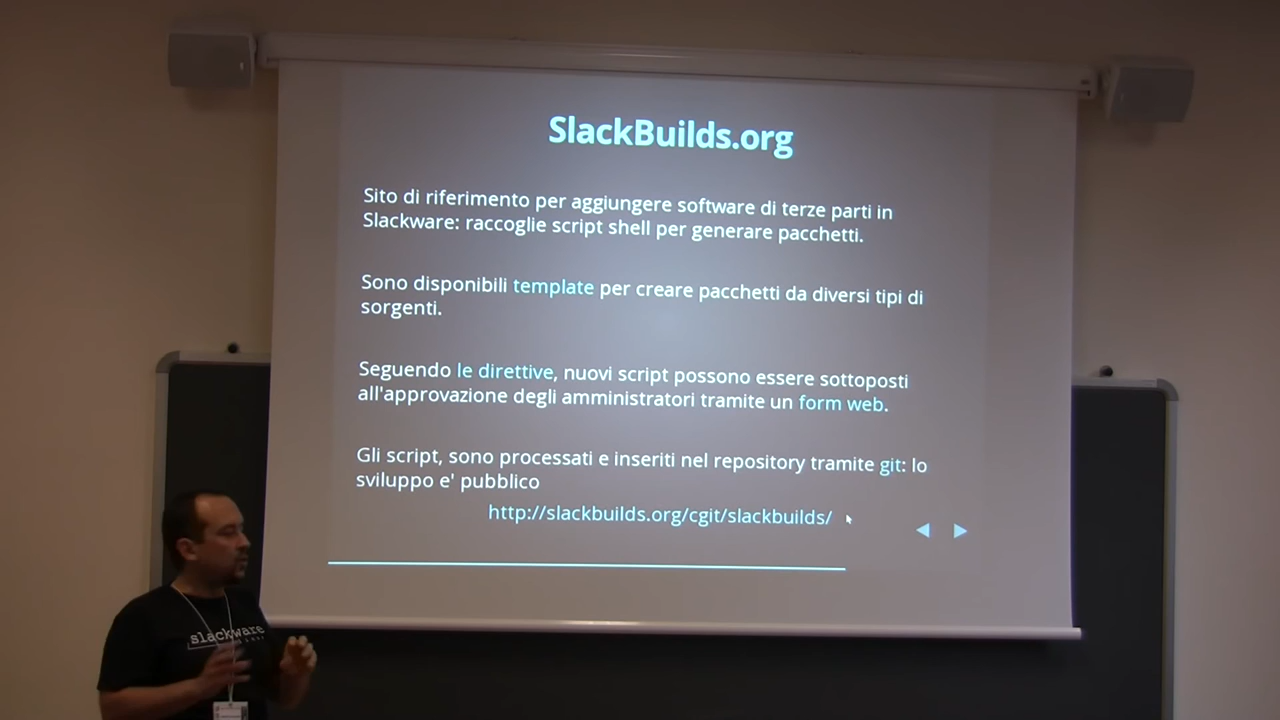 SlackBuilds.org
Sito di riferimento per aggiungere software di terze parti in
Slackware: raccoglie script shell per generare pacchetti.
Sono disponibili template per creare pacchetti da diversi tipi di
sorgenti.
Seguendo le direttive, nuovi script possono essere sottoposti
all'approvazione degli amministratori tramite un form web.
Gli script, sono processati e inseriti nel repository tramite git: lo
sviluppo e' pubblico
http://slackbuilds.org/cgit/slackbuilds/
slackware